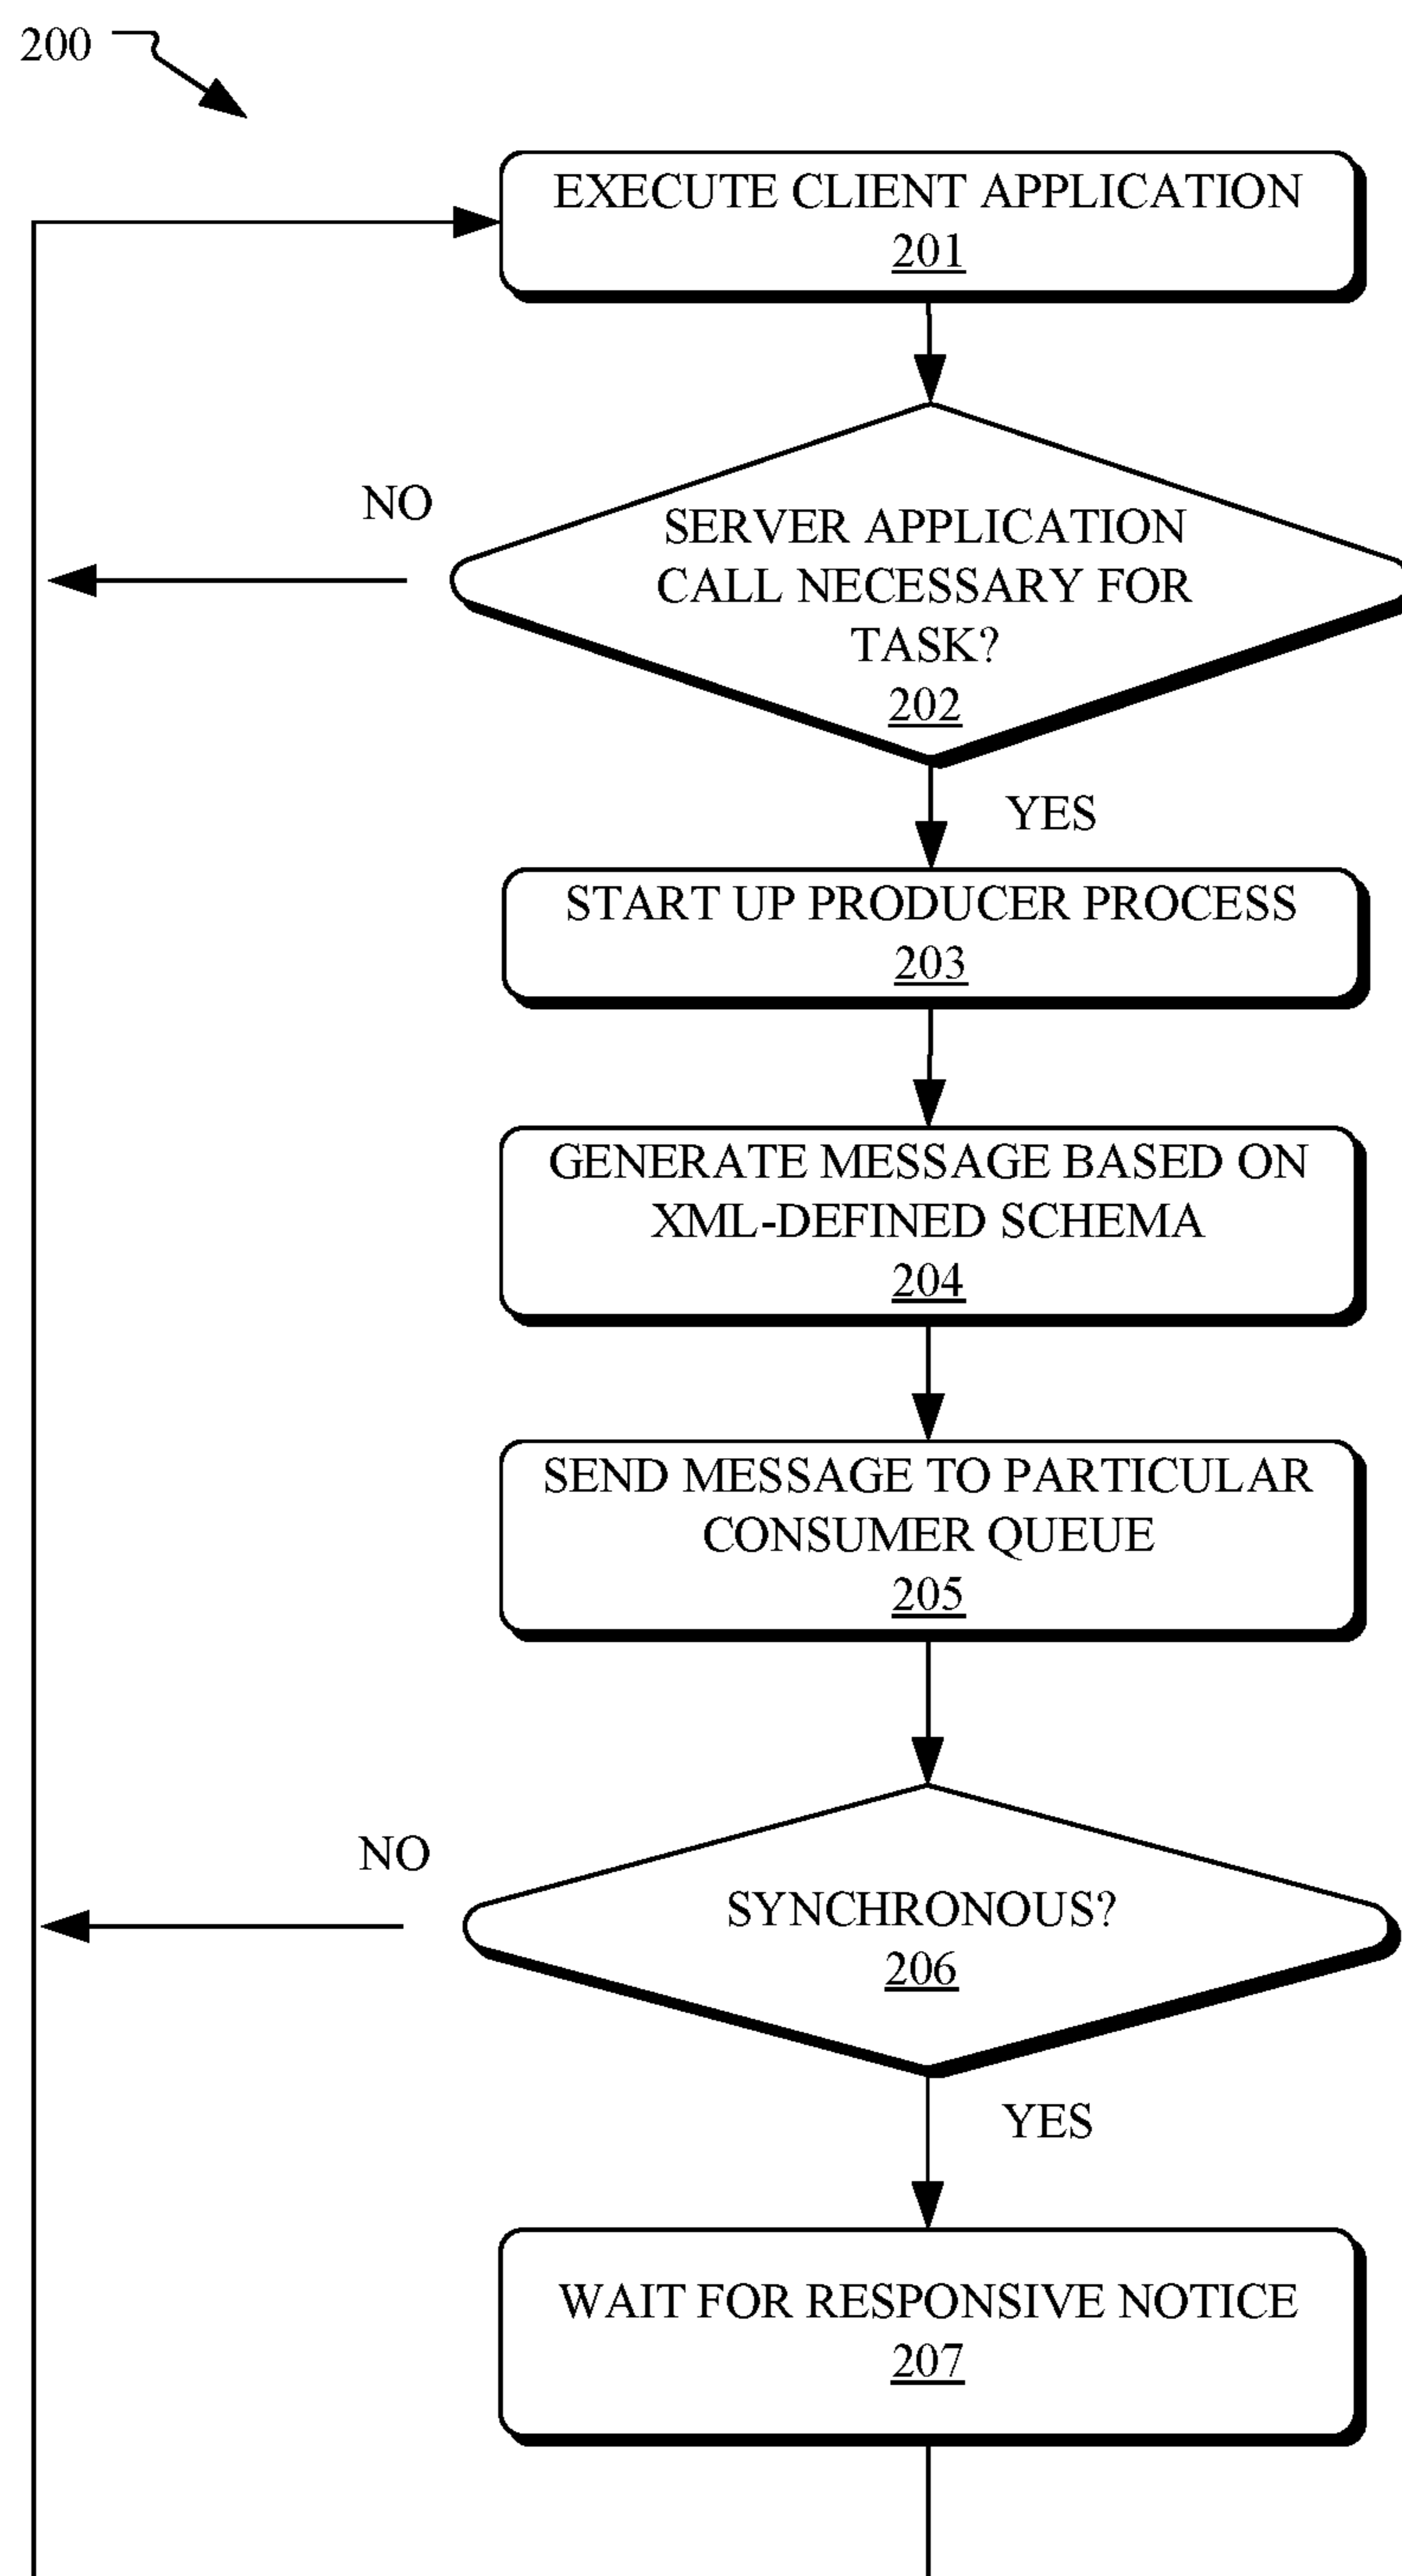 200
EXECUTE CLIENT APPLICATION
201
NO
SERVER APPLICATION
CALL NECESSARY FOR
TASK?
202
YES
START UP PRODUCER PROCESS
203
GENERATE MESSAGE BASED ON
XML-DEFINED SCHEMA
204
SEND MESSAGE TO PARTICULAR
CONSUMER QUEUE
205
NO
SYNCHRONOUS?
206
YES
WAIT FOR RESPONSIVE NOTICE
207